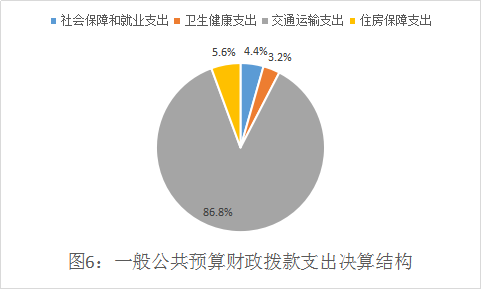 社会保障和就业支出 卫生健康支出 交通运输支出 住房保障支出
5.6% 4.4% 3.2%
86.8%
图6：一般公共预算财政拨款支出决算结构